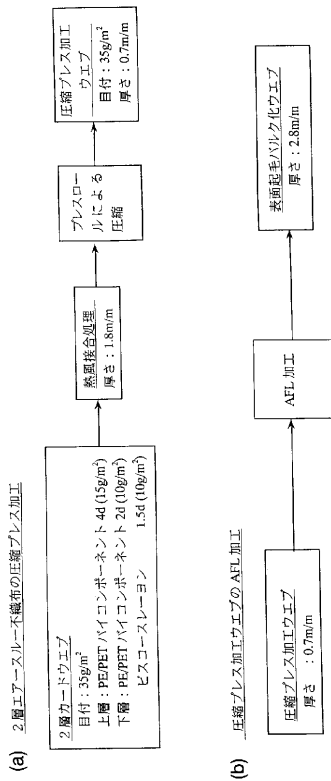 (a) 2層エアースルー不織布の圧縮プレス加工
2層カードウエブ
目付：35g/m²
上層：PE/PETバイコンポーネント 4d (15g/m²)
下層：PE/PETバイコンポーネント 2d (10g/m²)
ビスコースレーヨン 1.5d (10g/m²)
熱風接合処理
厚さ：1.8m/m
プレスロー
ルによる
圧縮
圧縮プレス加工
ウエブ
目付：35g/m²
厚さ：0.7m/m
(b) 圧縮プレス加工ウエブのAFL加工
圧縮プレス加工ウエブ
厚さ：0.7m/m
AFL加工
表面起毛バルク化ウエブ
厚さ：2.8m/m